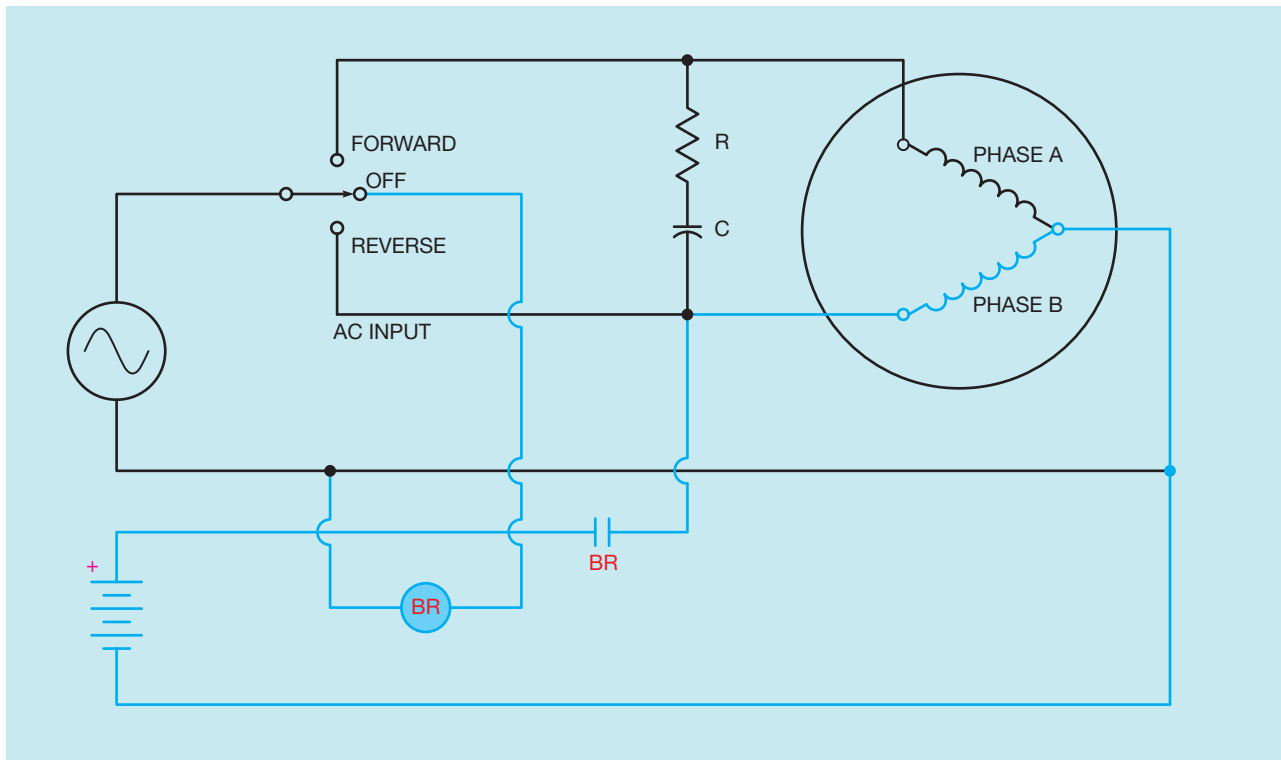 FORWARD
OFF
REVERSE
AC INPUT
R
C
PHASE A
PHASE B
+
BR
BR